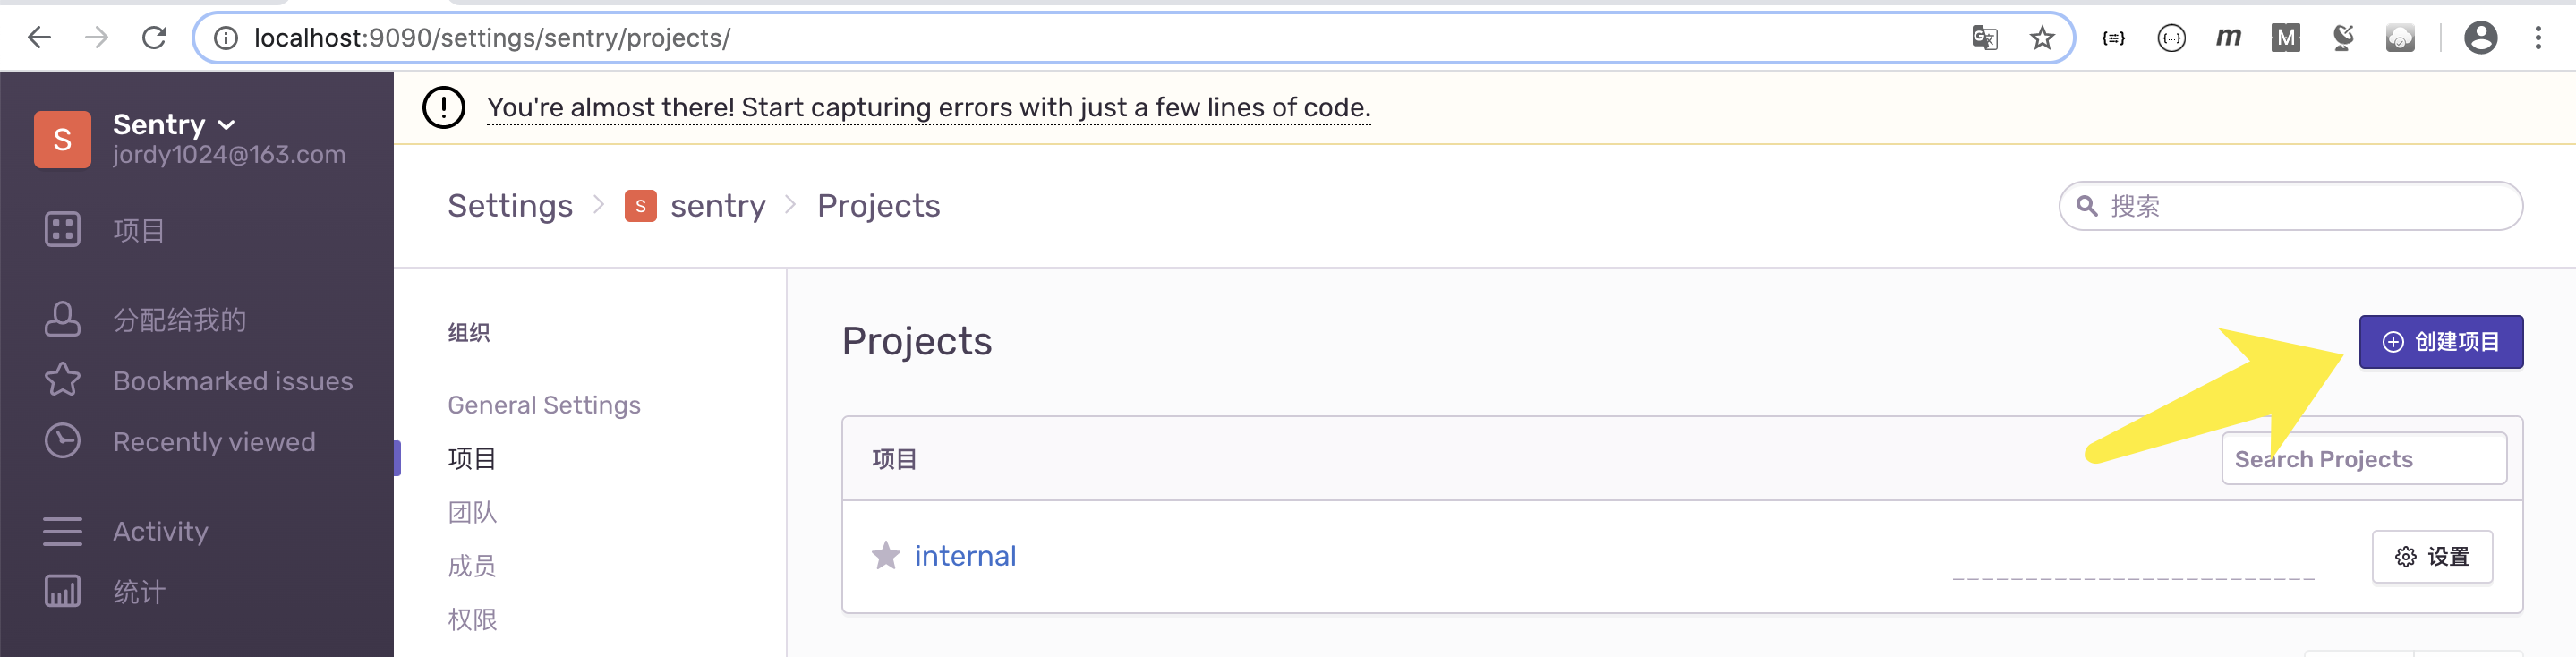 localhost:9090/settings/sentry/projects/
M
m
S
Sentry
jordy1024@163.com
项目
分配给我的
Bookmarked issues
Recently viewed
Activity
统计
You're almost there! Start capturing errors with just a few lines of code.
Settings
S
sentry
Projects
搜索
组织
General Settings
项目
团队
成员
权限
Projects
创建项目
项目
Search Projects
internal
设置